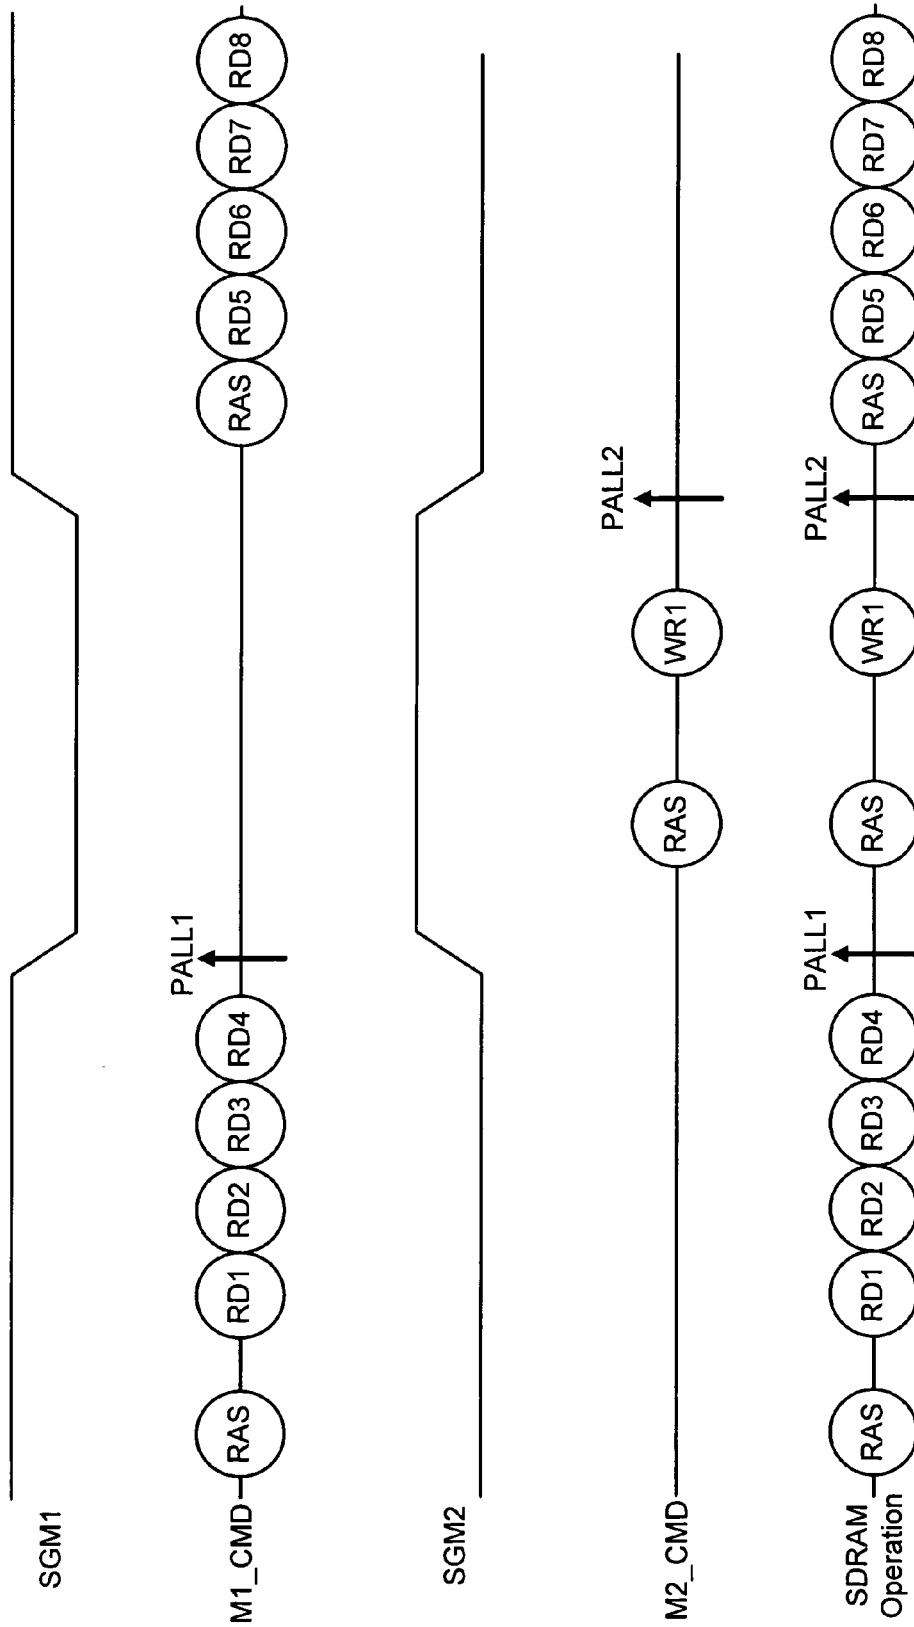 SGM1
M1_CMD
RAS
RD1
RD2
RD3
RD4
PALL1
RAS
RD5
RD6
RD7
RD8
SGM2
M2_CMD
RAS
WR1
PALL2
SDRAM
Operation
RAS
RD1
RD2
RD3
RD4
PALL1
RAS
WR1
PALL2
RAS
RD5
RD6
RD7
RD8